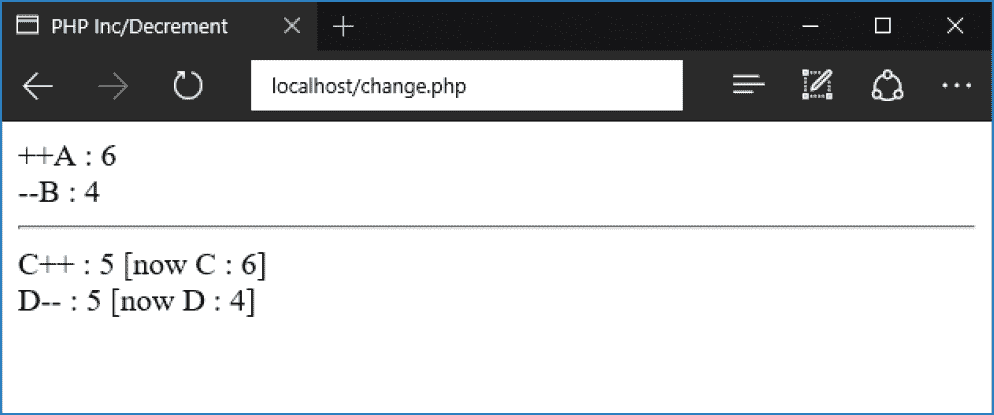 PHP Inc/Decrement
localhost/change.php
++A : 6
--B : 4
C++ : 5 [now C : 6]
D-- : 5 [now D : 4]